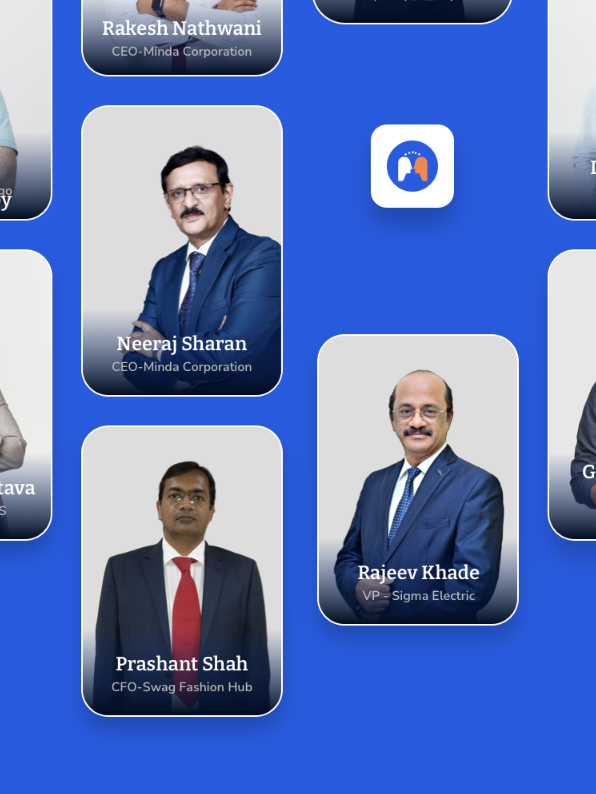 Rakesh Nathwani
CEO-Minda Corporation
Neeraj Sharan
CEO-Minda Corporation
Rajeev Khade
VP - Sigma Electric
Prashant Shah
CFO-Swag Fashion Hub